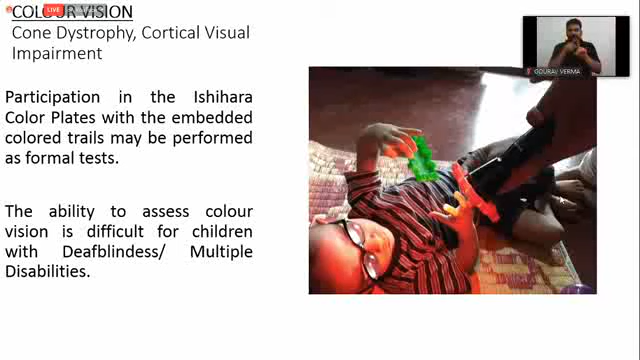 COLOUR VISION
LIVE
Cone Dystrophy, Cortical Visual
Impairment
Participation in the Ishihara
Color Plates with the embedded
colored trails may be performed
as formal tests.
The ability to assess colour
vision is difficult for children
with Deafblindess/ Multiple
Disabilities.
GOURAV VERMA